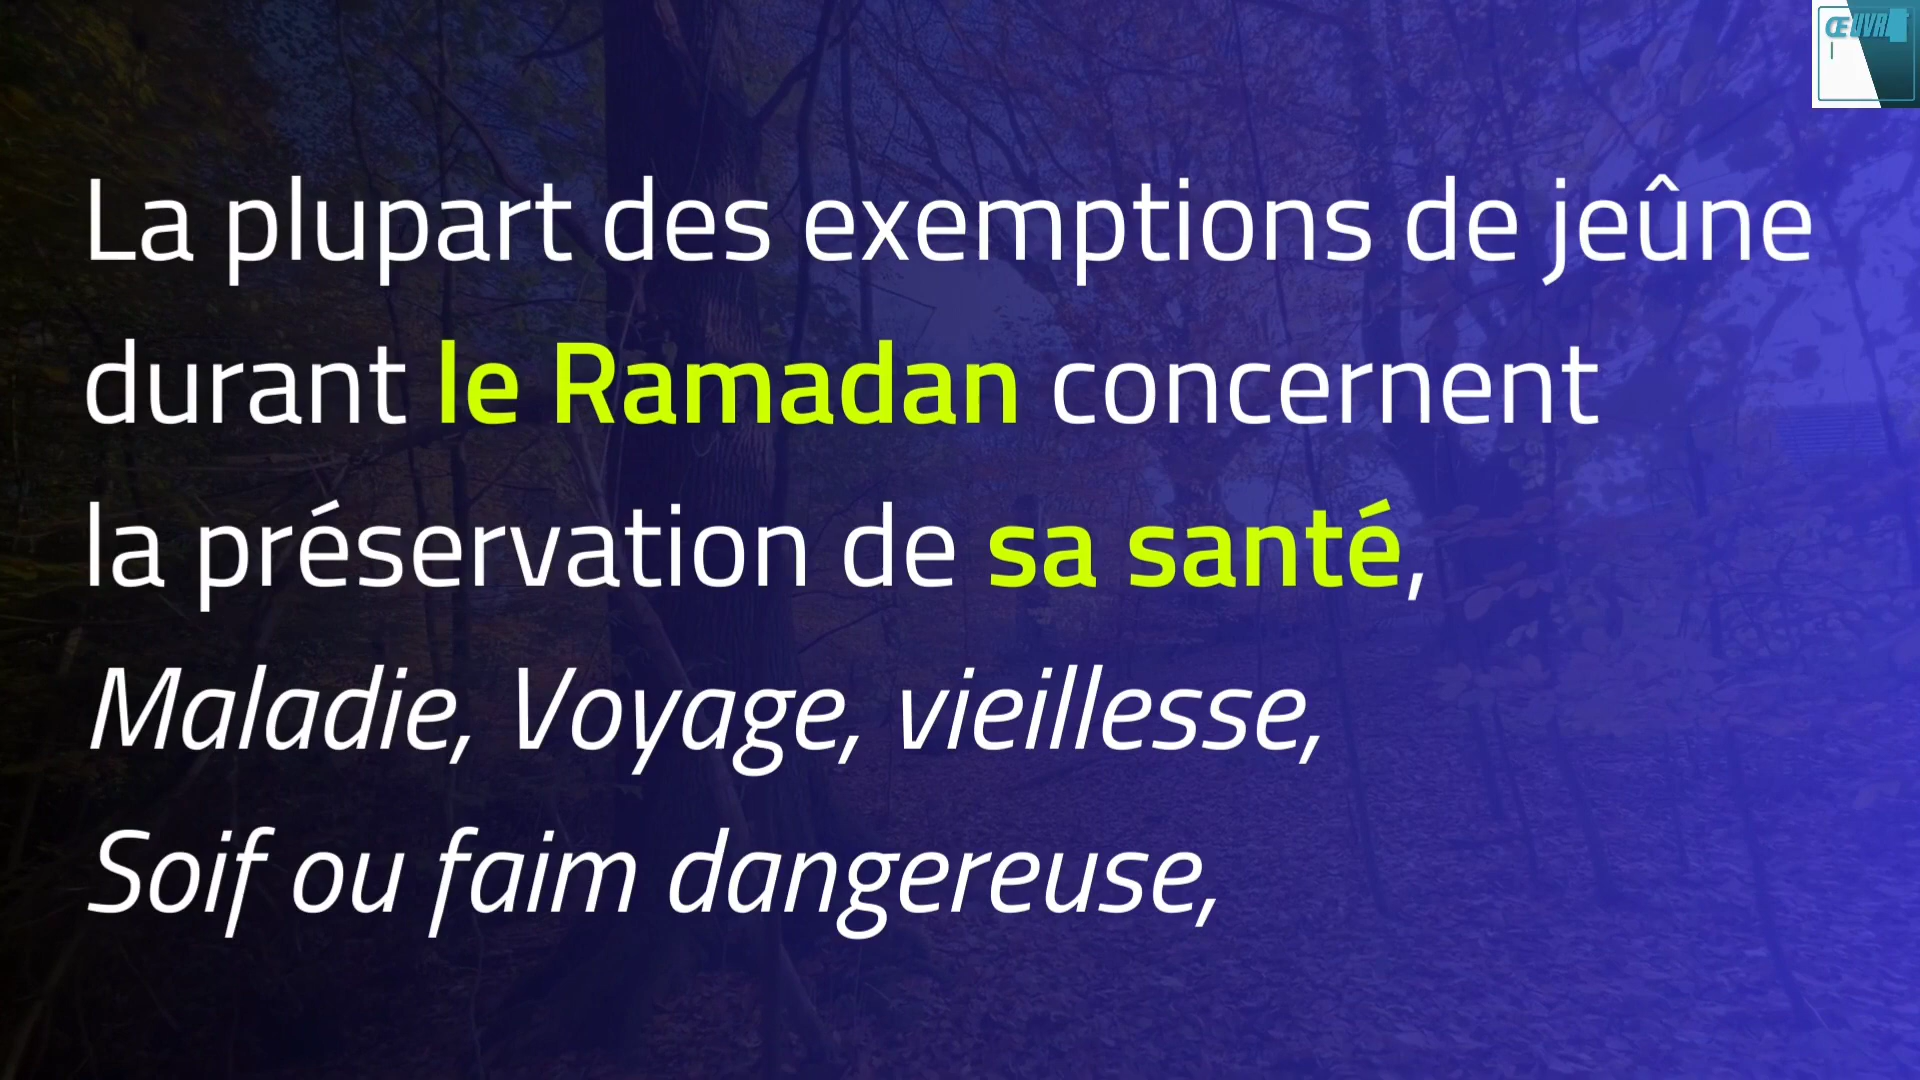 La plupart des exemptions de jeûne
durant le Ramadan concernent
la préservation de sa santé,
Maladie, Voyage, vieillesse,
Soif ou faim dangereuse,